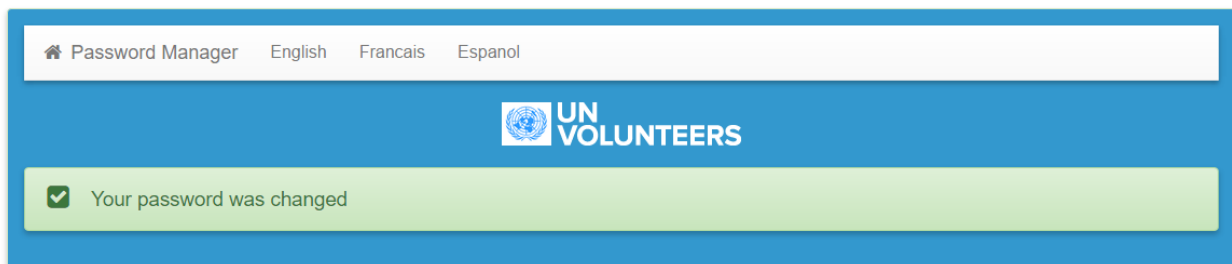 Password Manager English Francais Espanol
UN
VOLUNTEERS
Your password was changed